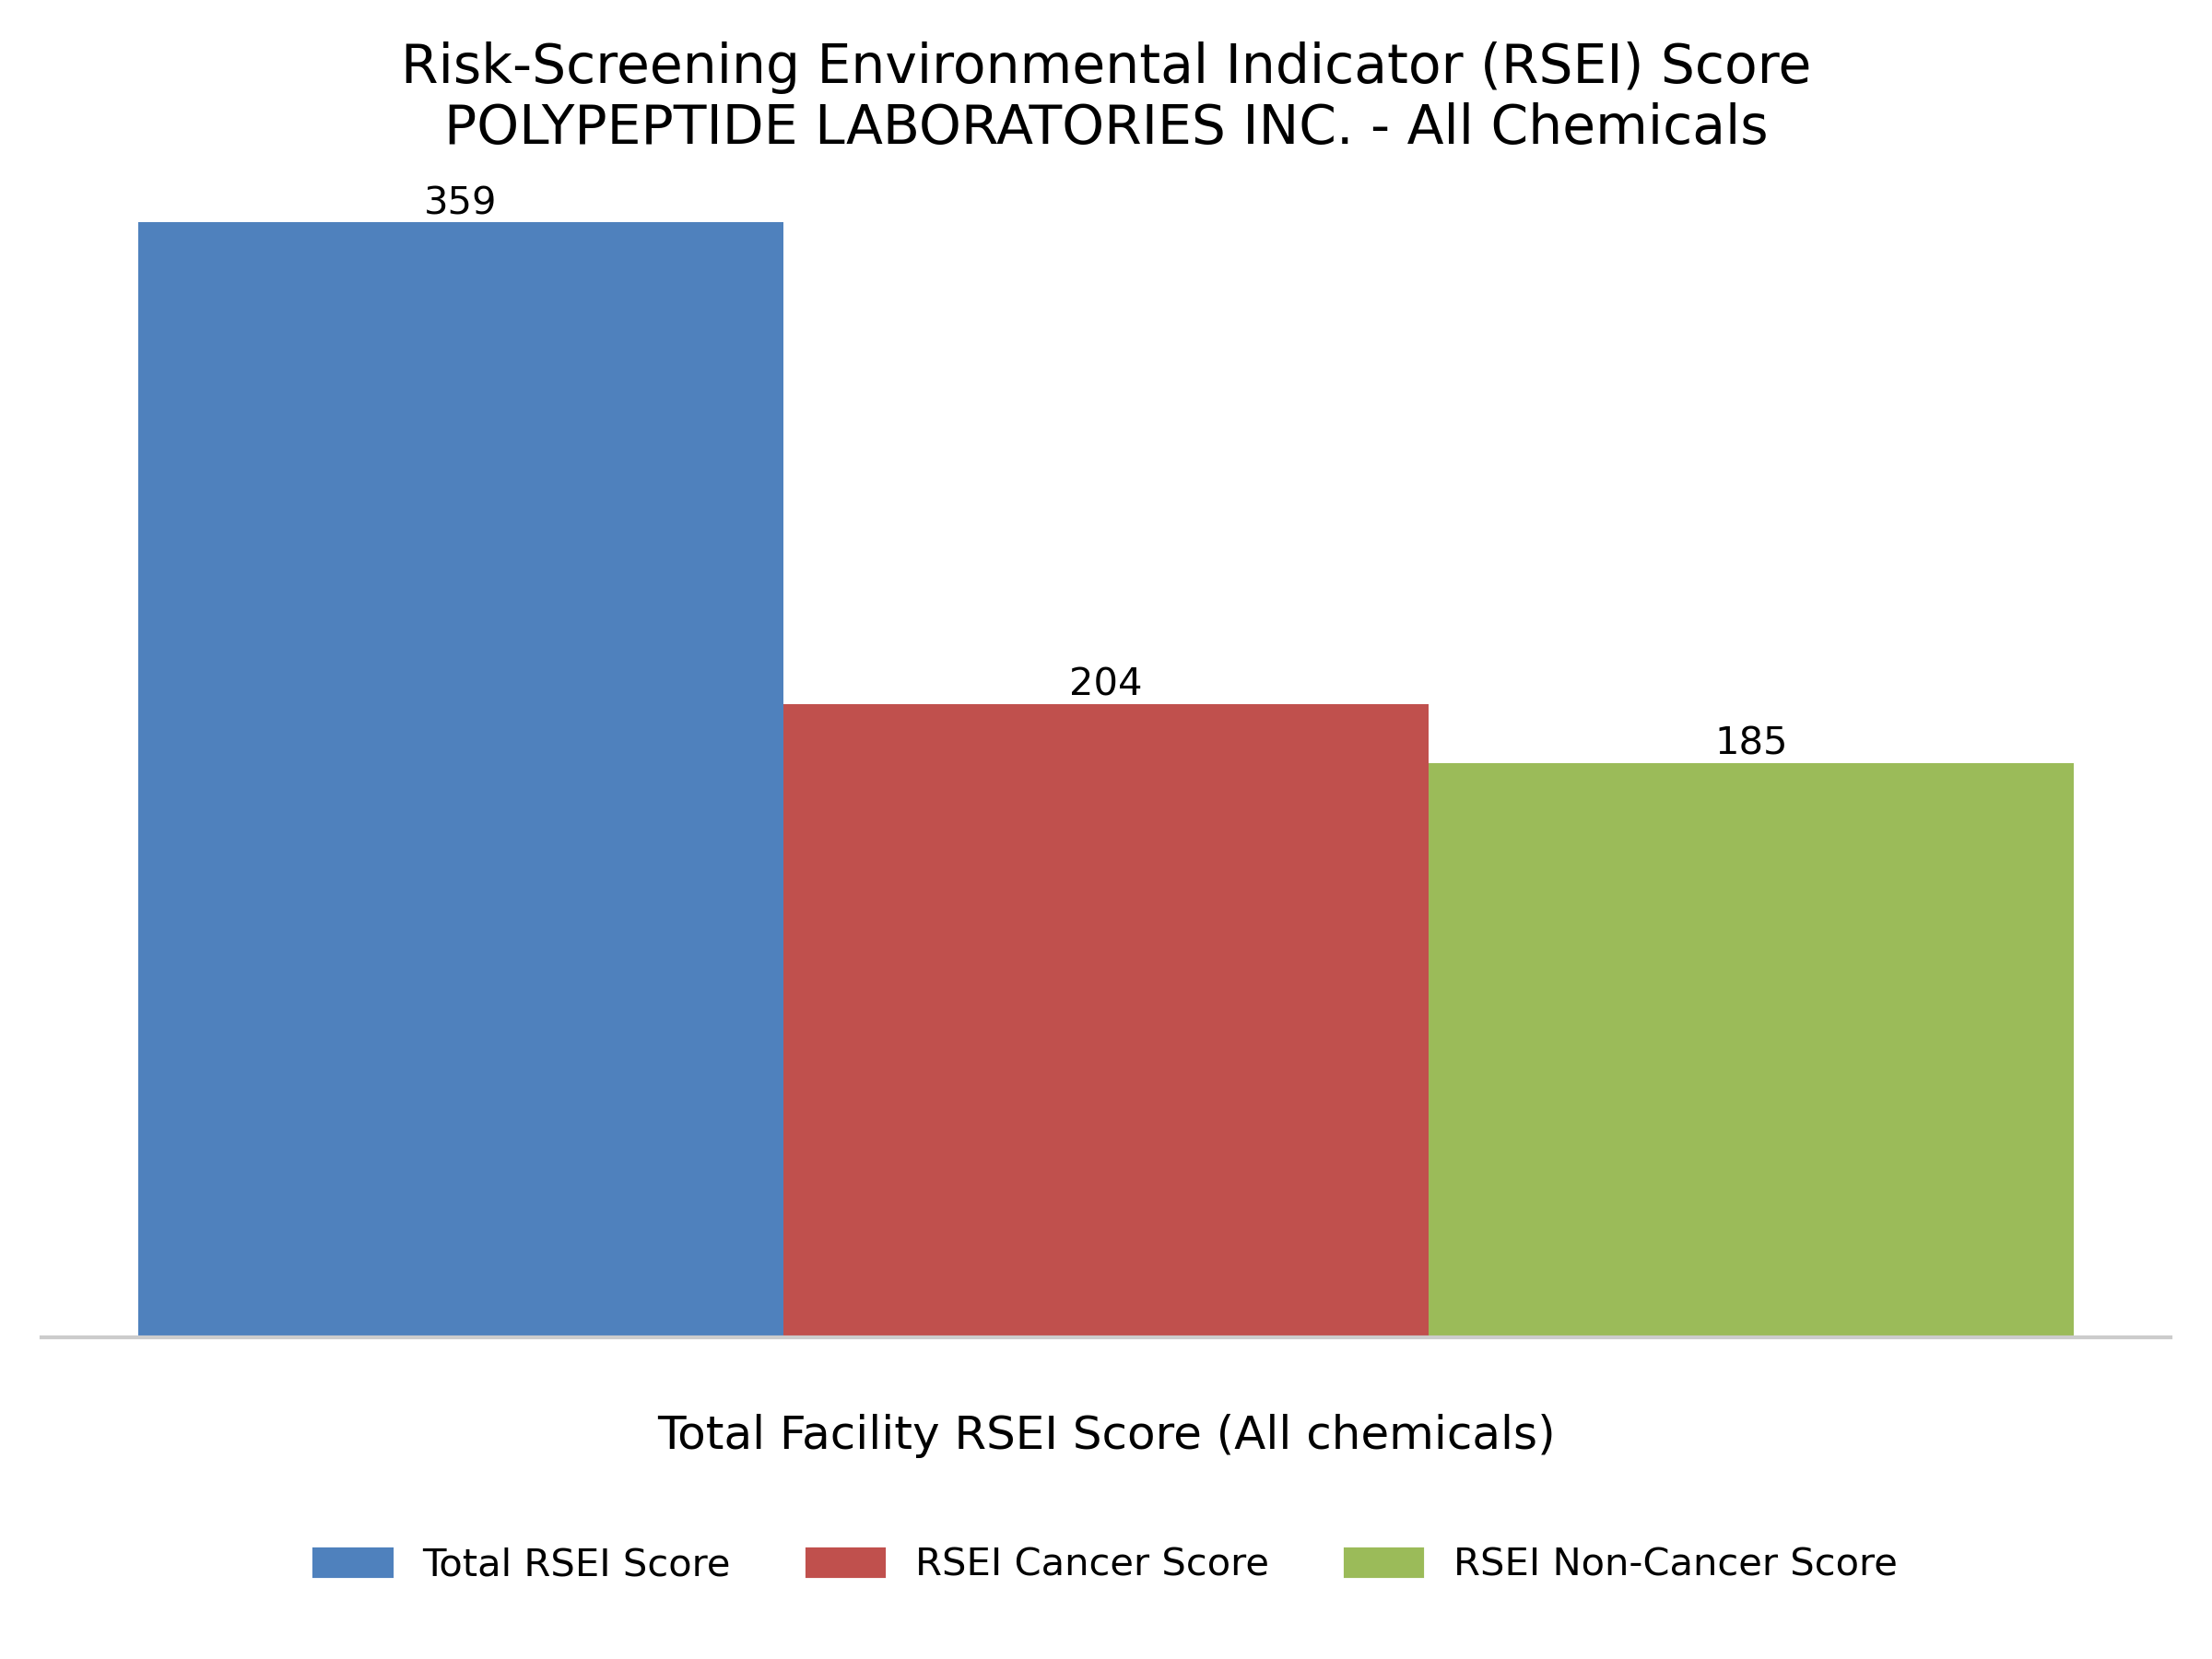 Risk-Screening Environmental Indicator (RSEI) Score
POLYPEPTIDE LABORATORIES INC. - All Chemicals
359
204
185
Total Facility RSEI Score (All chemicals)
Total RSEI Score
RSEI Cancer Score
RSEI Non-Cancer Score